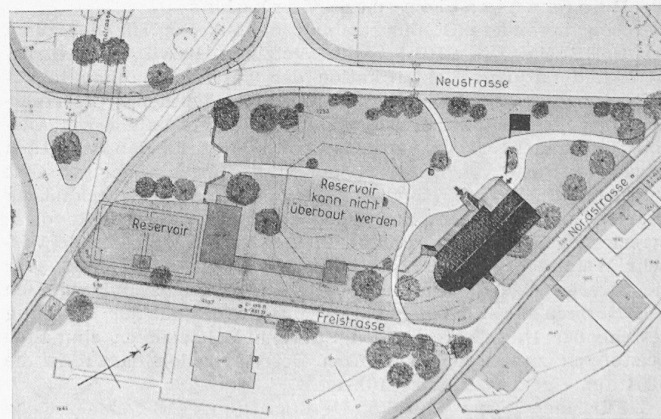 Neustrasse
Reservoir
kann nicht
überbaut werden
Reservoir
Nordstrasse
Freistrasse
N